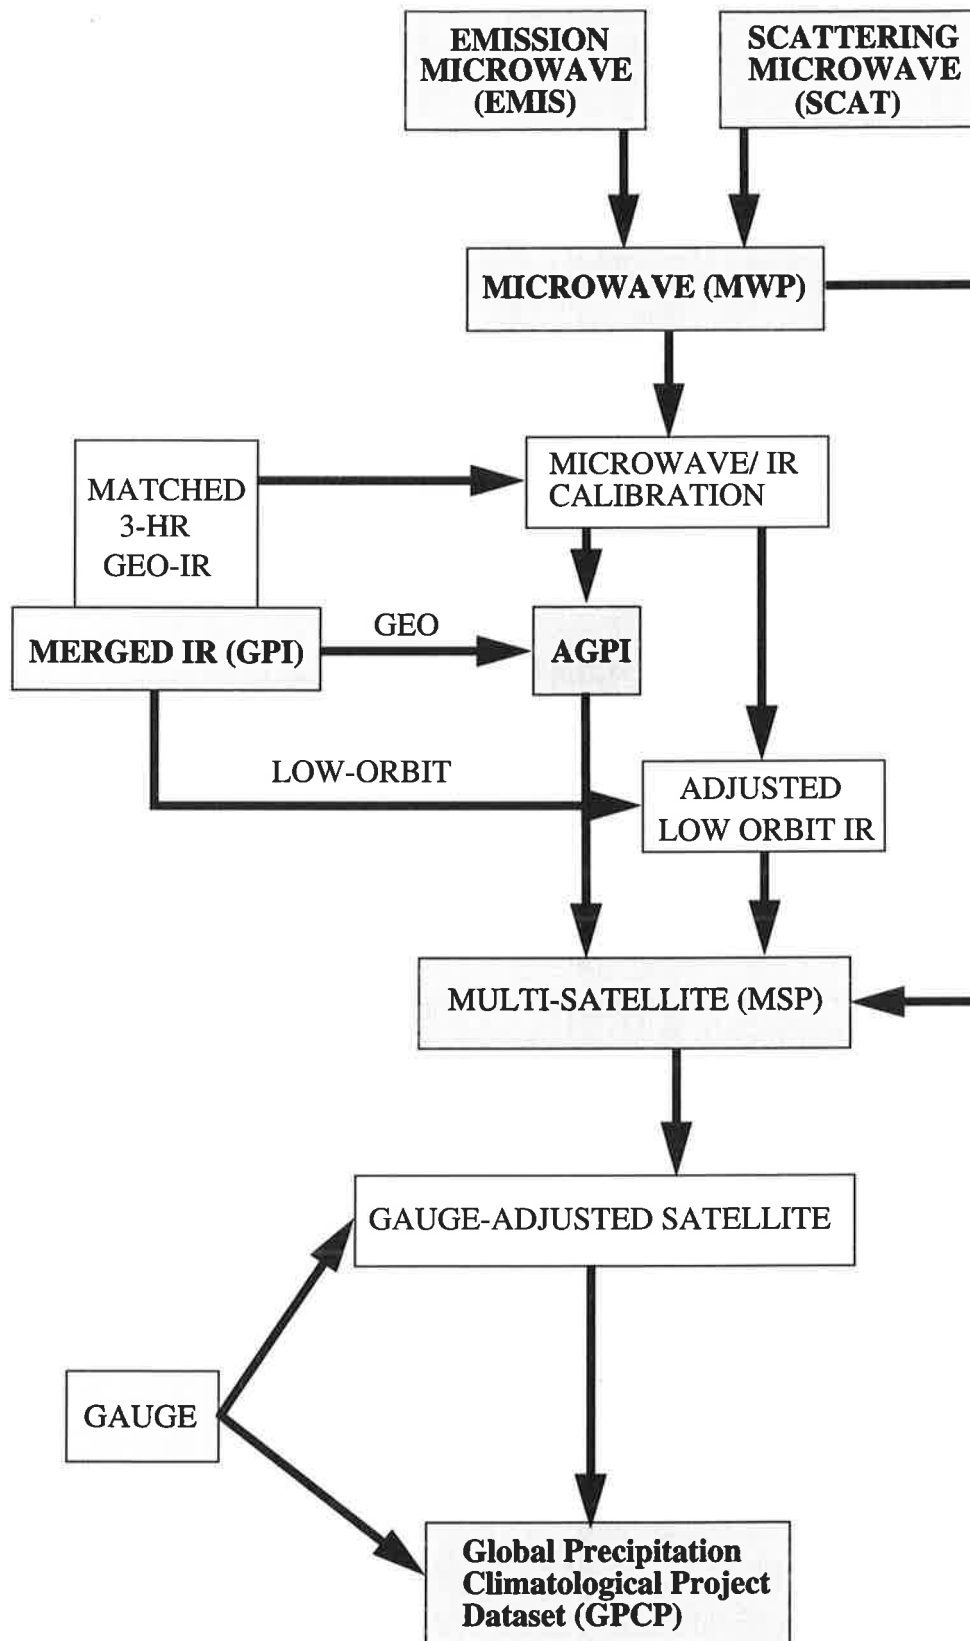 EMISSION
MICROWAVE
(EMIS)
SCATTERING
MICROWAVE
(SCAT)
MICROWAVE (MWP)
MICROWAVE/ IR
CALIBRATION
MATCHED
3-HR
GEO-IR
MERGED IR (GPI)
GEO
AGPI
LOW-ORBIT
ADJUSTED
LOW ORBIT IR
MULTI-SATELLITE (MSP)
GAUGE-ADJUSTED SATELLITE
GAUGE
Global Precipitation
Climatological Project
Dataset (GPCP)